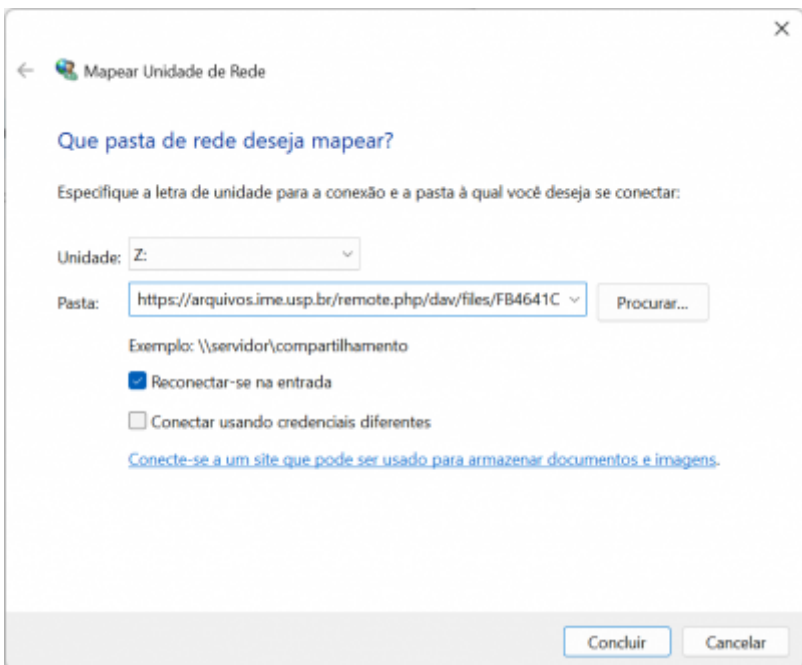 Mapear Unidade de Rede
Que pasta de rede deseja mapear?
Especifique a letra de unidade para a conexão e a pasta à qual você deseja se conectar:
Unidade: Z:
Pasta: https://arquivos.ime.usp.br/remote.php/dav/files/FB4641C Procurar...
Exemplo: \\servidor\compartilhamento
Reconectar-se na entrada
Conectar usando credenciais diferentes
Conecte-se a um site que pode ser usado para armazenar documentos e imagens.
Concluir Cancelar